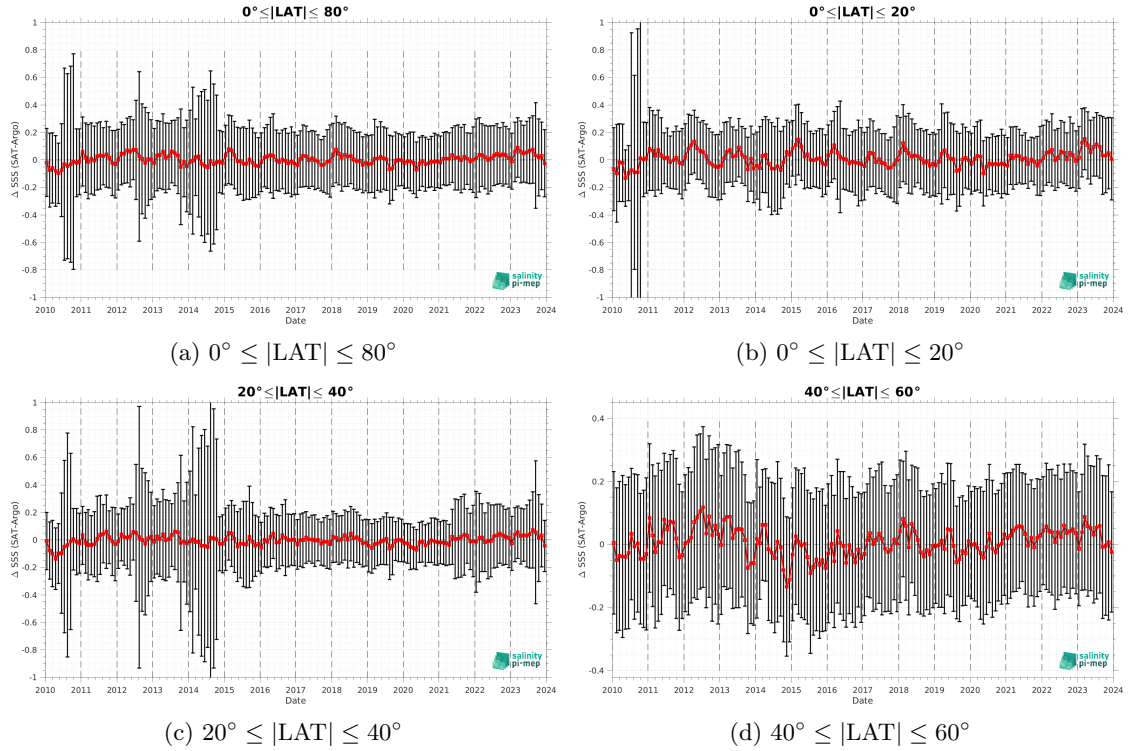 0°≤|LAT|≤ 80°
Δ SSS (SAT-Argo)
1
0.8
0.6
0.4
0.2
0
-0.2
-0.4
-0.6
-0.8
-1
2010 2011 2012 2013 2014 2015 2016 2017 2018 2019 2020 2021 2022 2023 2024
Date
salinity
pi-mep
(a) 0° ≤ |LAT| ≤ 80°
0°≤|LAT|≤ 20°
Δ SSS (SAT-Argo)
1
0.8
0.6
0.4
0.2
0
-0.2
-0.4
-0.6
-0.8
-1
2010 2011 2012 2013 2014 2015 2016 2017 2018 2019 2020 2021 2022 2023 2024
Date
salinity
pi-mep
(b) 0° ≤ |LAT| ≤ 20°
20°≤|LAT|≤ 40°
Δ SSS (SAT-Argo)
1
0.8
0.6
0.4
0.2
0
-0.2
-0.4
-0.6
-0.8
-1
2010 2011 2012 2013 2014 2015 2016 2017 2018 2019 2020 2021 2022 2023 2024
Date
salinity
pi-mep
(c) 20° ≤ |LAT| ≤ 40°
40°≤|LAT|≤ 60°
Δ SSS (SAT-Argo)
0.4
0.2
0
-0.2
-0.4
2010 2011 2012 2013 2014 2015 2016 2017 2018 2019 2020 2021 2022 2023 2024
Date
salinity
pi-mep
(d) 40° ≤ |LAT| ≤ 60°